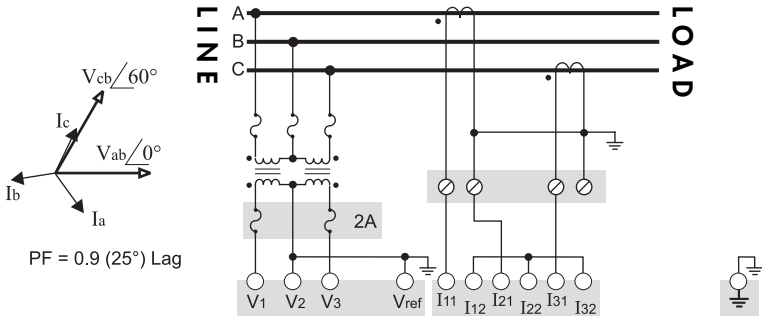 LINE
A
B
C
LOAD
Vcb/60°
Ic
Vab/0°
Ib
Ia
PF = 0.9 (25°) Lag
2A
V1
V2
V3
Vref
I11
I12
I21
I22
I31
I32